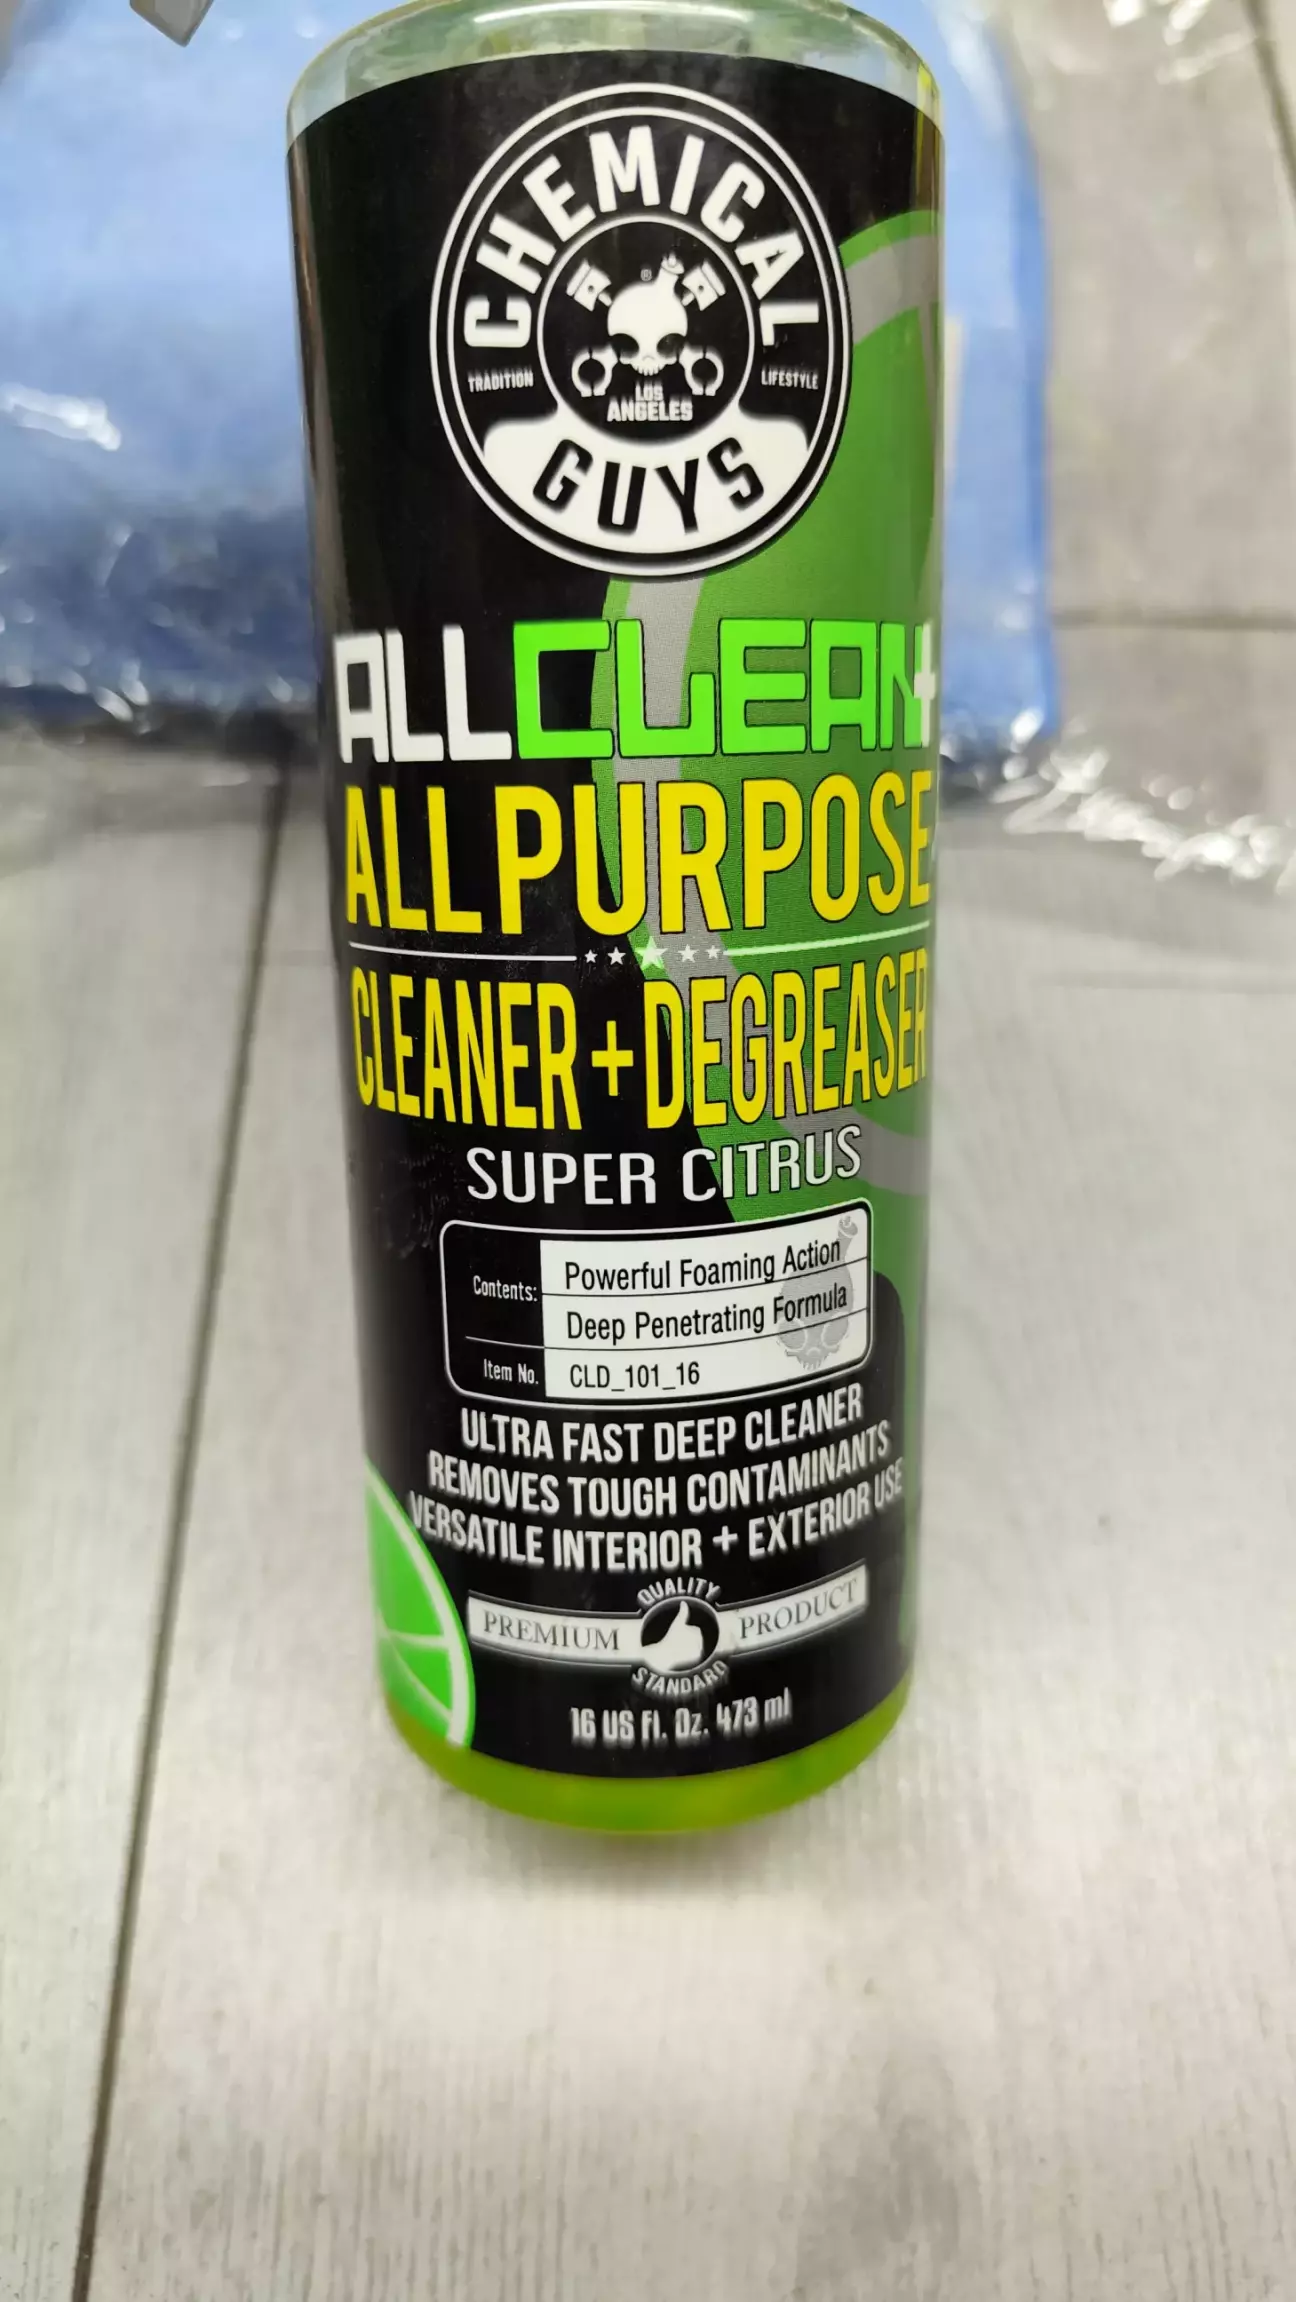 CHEMICAL
®
TRADITION
LIFESTYLE
LOS
ANGELES
GUYS
ALLCLEAN+
ALL PURPOSE
CLEANER+DEGREASER
SUPER CITRUS
Contents: Powerful Foaming Action
Deep Penetrating Formula
Item No. CLD_101_16
ULTRA FAST DEEP CLEANER
REMOVES TOUGH CONTAMINANTS
VERSATILE INTERIOR + EXTERIOR USE
QUALITY
PREMIUM PRODUCT
STANDARD
16 US Fl. Oz. 473 ml